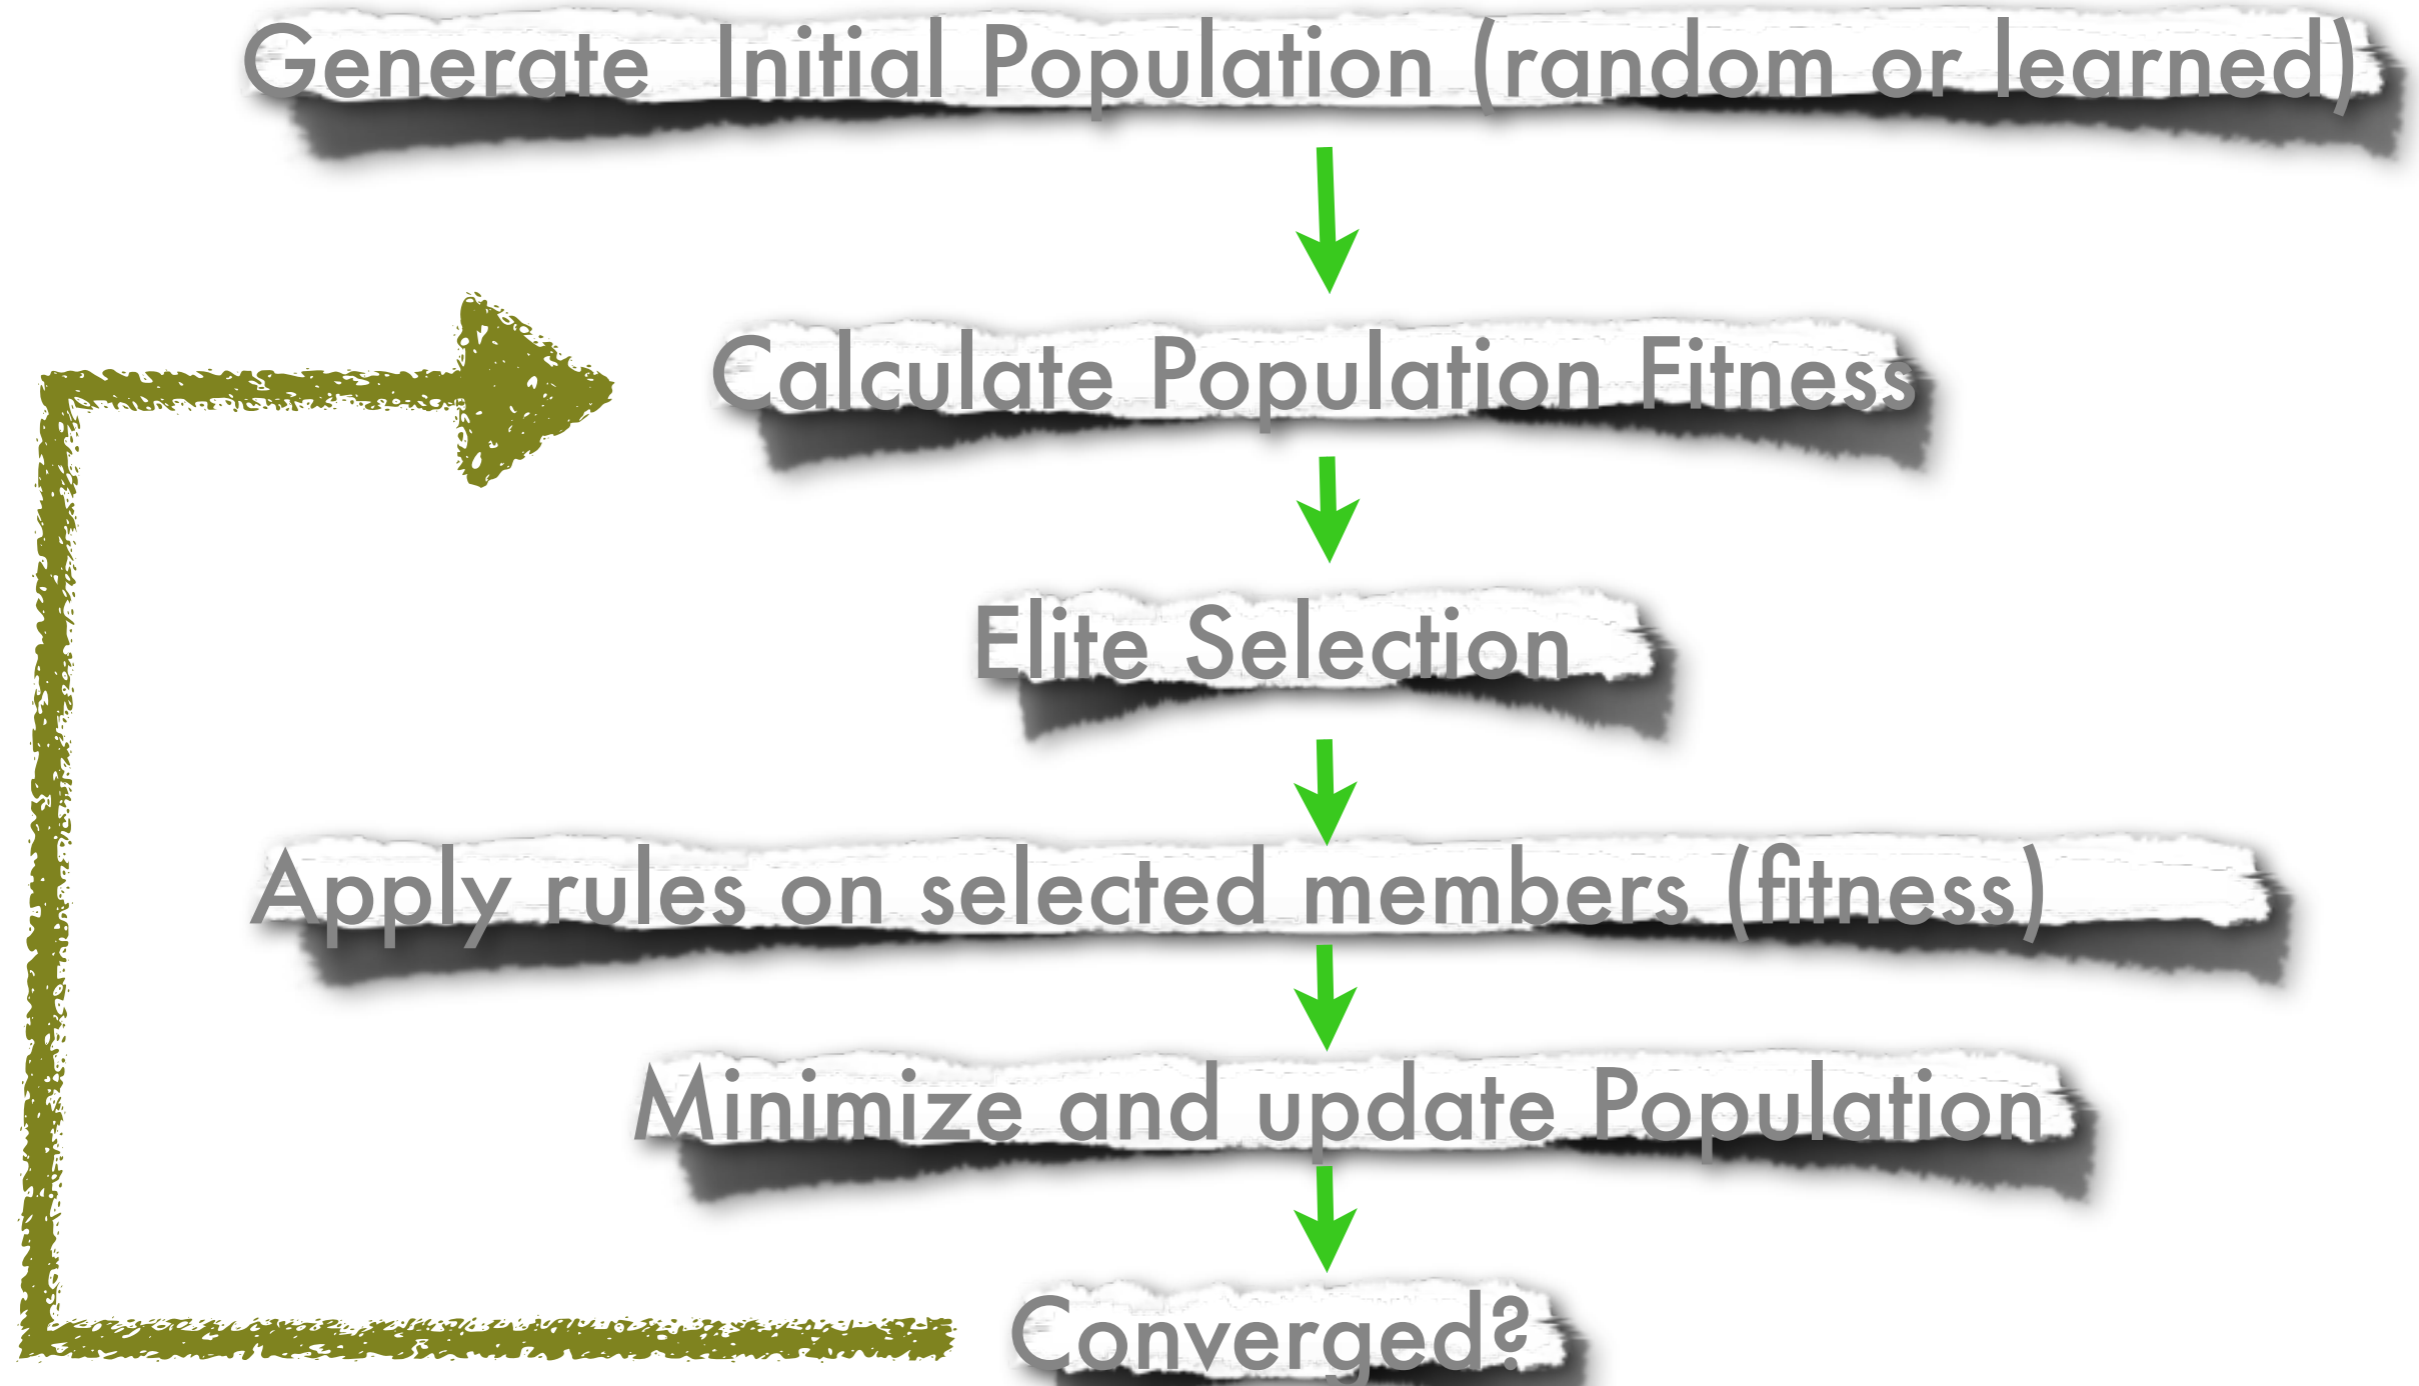 Generate Initial Population (random or learned)
Calculate Population Fitness
Elite Selection
Apply rules on selected members (fitness)
Minimize and update Population
Converged?